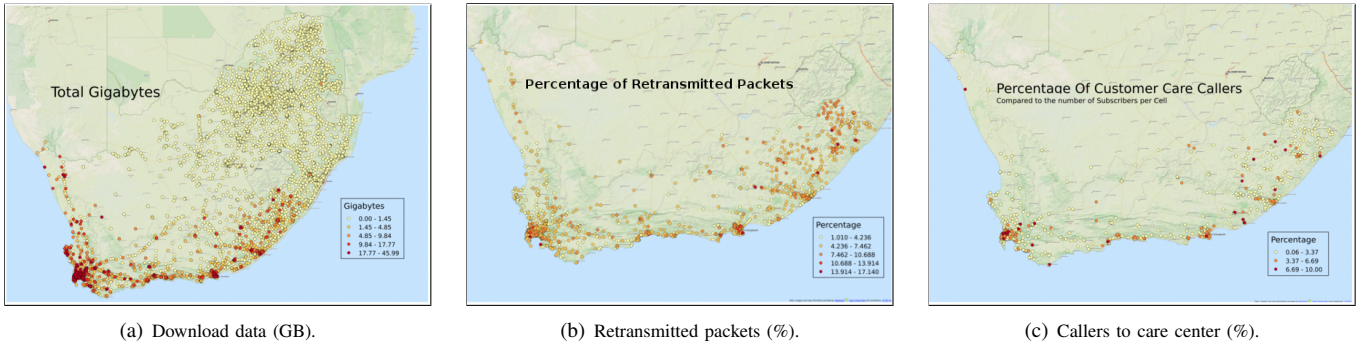 Total Gigabytes
Gigabytes
0.00 - 1.45
1.45 - 4.85
4.85 - 9.84
9.84 - 17.77
17.77 - 45.99
(a) Download data (GB).
Percentage of Retransmitted Packets
Percentage
1.010 - 4.236
4.236 - 7.462
7.462 - 10.688
10.688 - 13.914
13.914 - 17.140
(b) Retransmitted packets (%).
Percentage Of Customer Care Callers
Compared to the number of Subscribers per Cell
Percentage
0.06 - 3.37
3.37 - 6.69
6.69 - 10.00
(c) Callers to care center (%).